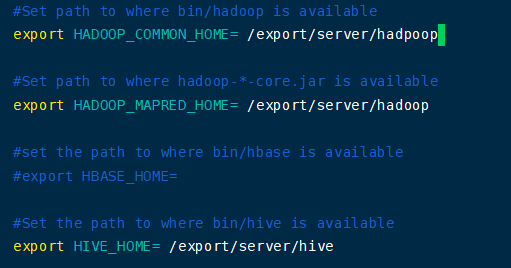 #Set path to where bin/hadoop is available
export HADOOP_COMMON_HOME= /export/server/hadpoop
#Set path to where hadoop-*-core.jar is available
export HADOOP_MAPRED_HOME= /export/server/hadoop
#set the path to where bin/hbase is available
#export HBASE_HOME=
#Set the path to where bin/hive is available
export HIVE_HOME= /export/server/hive